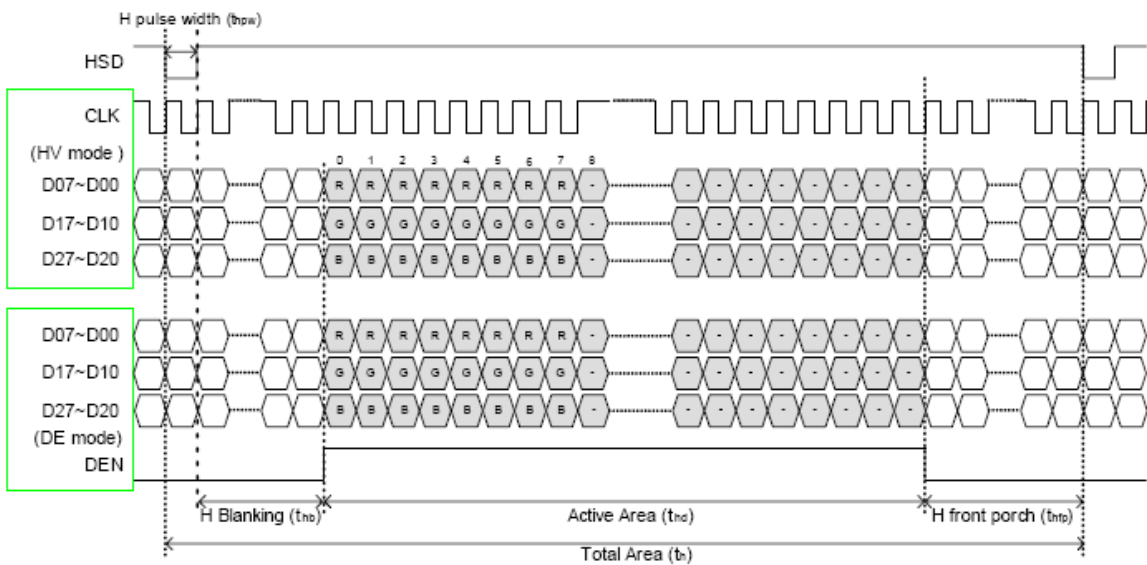 H pulse width (thpw)
HSD
CLK
(HV mode )
0 1 2 3 4 5 6 7 8
D07~D00 R R R R R R R R - - - - - - - - -
D17~D10 G G G G G G G G - - - - - - - - -
D27~D20 B B B B B B B B - - - - - - - - -
D07~D00 R R R R R R R R - - - - - - - - -
D17~D10 G G G G G G G G - - - - - - - - -
D27~D20 B B B B B B B B - - - - - - - - -
(DE mode)
DEN
H Blanking (thb) Active Area (thd) H front porch (thfp)
Total Area (th)